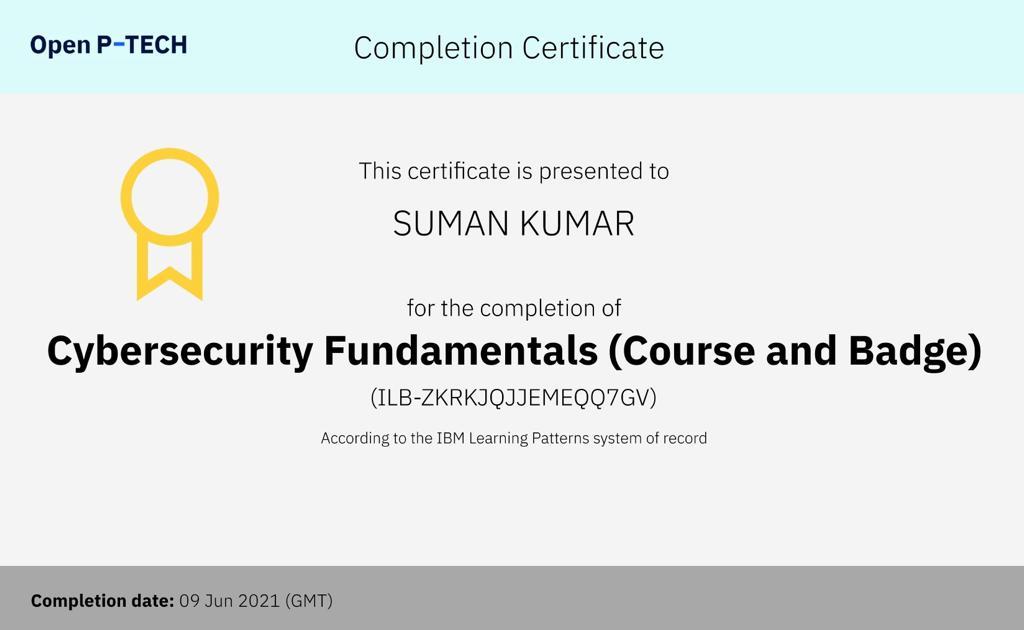 Open P-TECH
Completion Certificate
This certificate is presented to
SUMAN KUMAR
for the completion of
Cybersecurity Fundamentals (Course and Badge)
(ILB-ZKRKJQJJEMEQQ7GV)
According to the IBM Learning Patterns system of record
Completion date: 09 Jun 2021 (GMT)